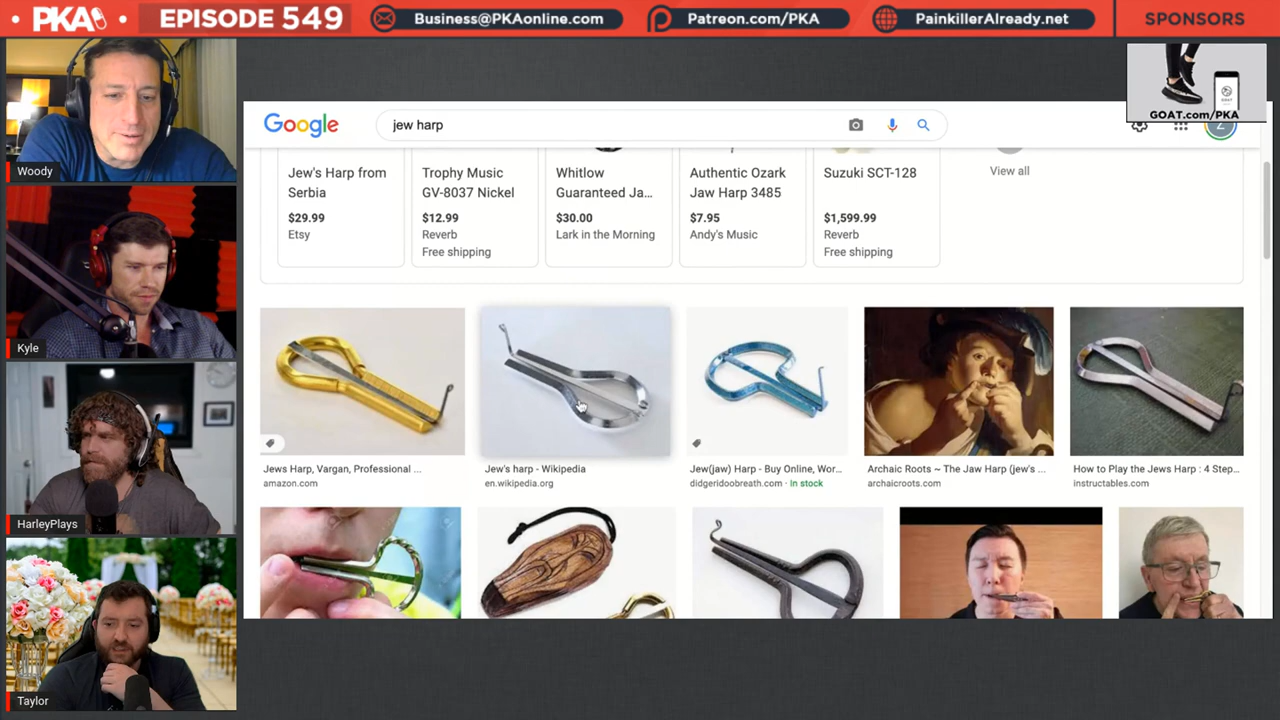 PKA
EPISODE 549
Business@PKAonline.com
Patreon.com/PKA
PainkillerAlready.net
SPONSORS
GOAT.com/PKA
Woody
Kyle
HarleyPlays
Taylor
Google
jew harp
Z
Jew's Harp from
Serbia
$29.99
Etsy
Trophy Music
GV-8037 Nickel
$12.99
Reverb
Free shipping
Whitlow
Guaranteed Ja...
$30.00
Lark in the Morning
Authentic Ozark
Jaw Harp 3485
$7.95
Andy's Music
Suzuki SCT-128
$1,599.99
Reverb
Free shipping
View all
Jews Harp, Vargan, Professional ...
amazon.com
Jew's harp - Wikipedia
en.wikipedia.org
Jew(jaw) Harp - Buy Online, Wor...
didgeridoobreath.com · In stock
Archaic Roots ~ The Jaw Harp (jew's ...
archaicroots.com
How to Play the Jews Harp : 4 Step...
instructables.com